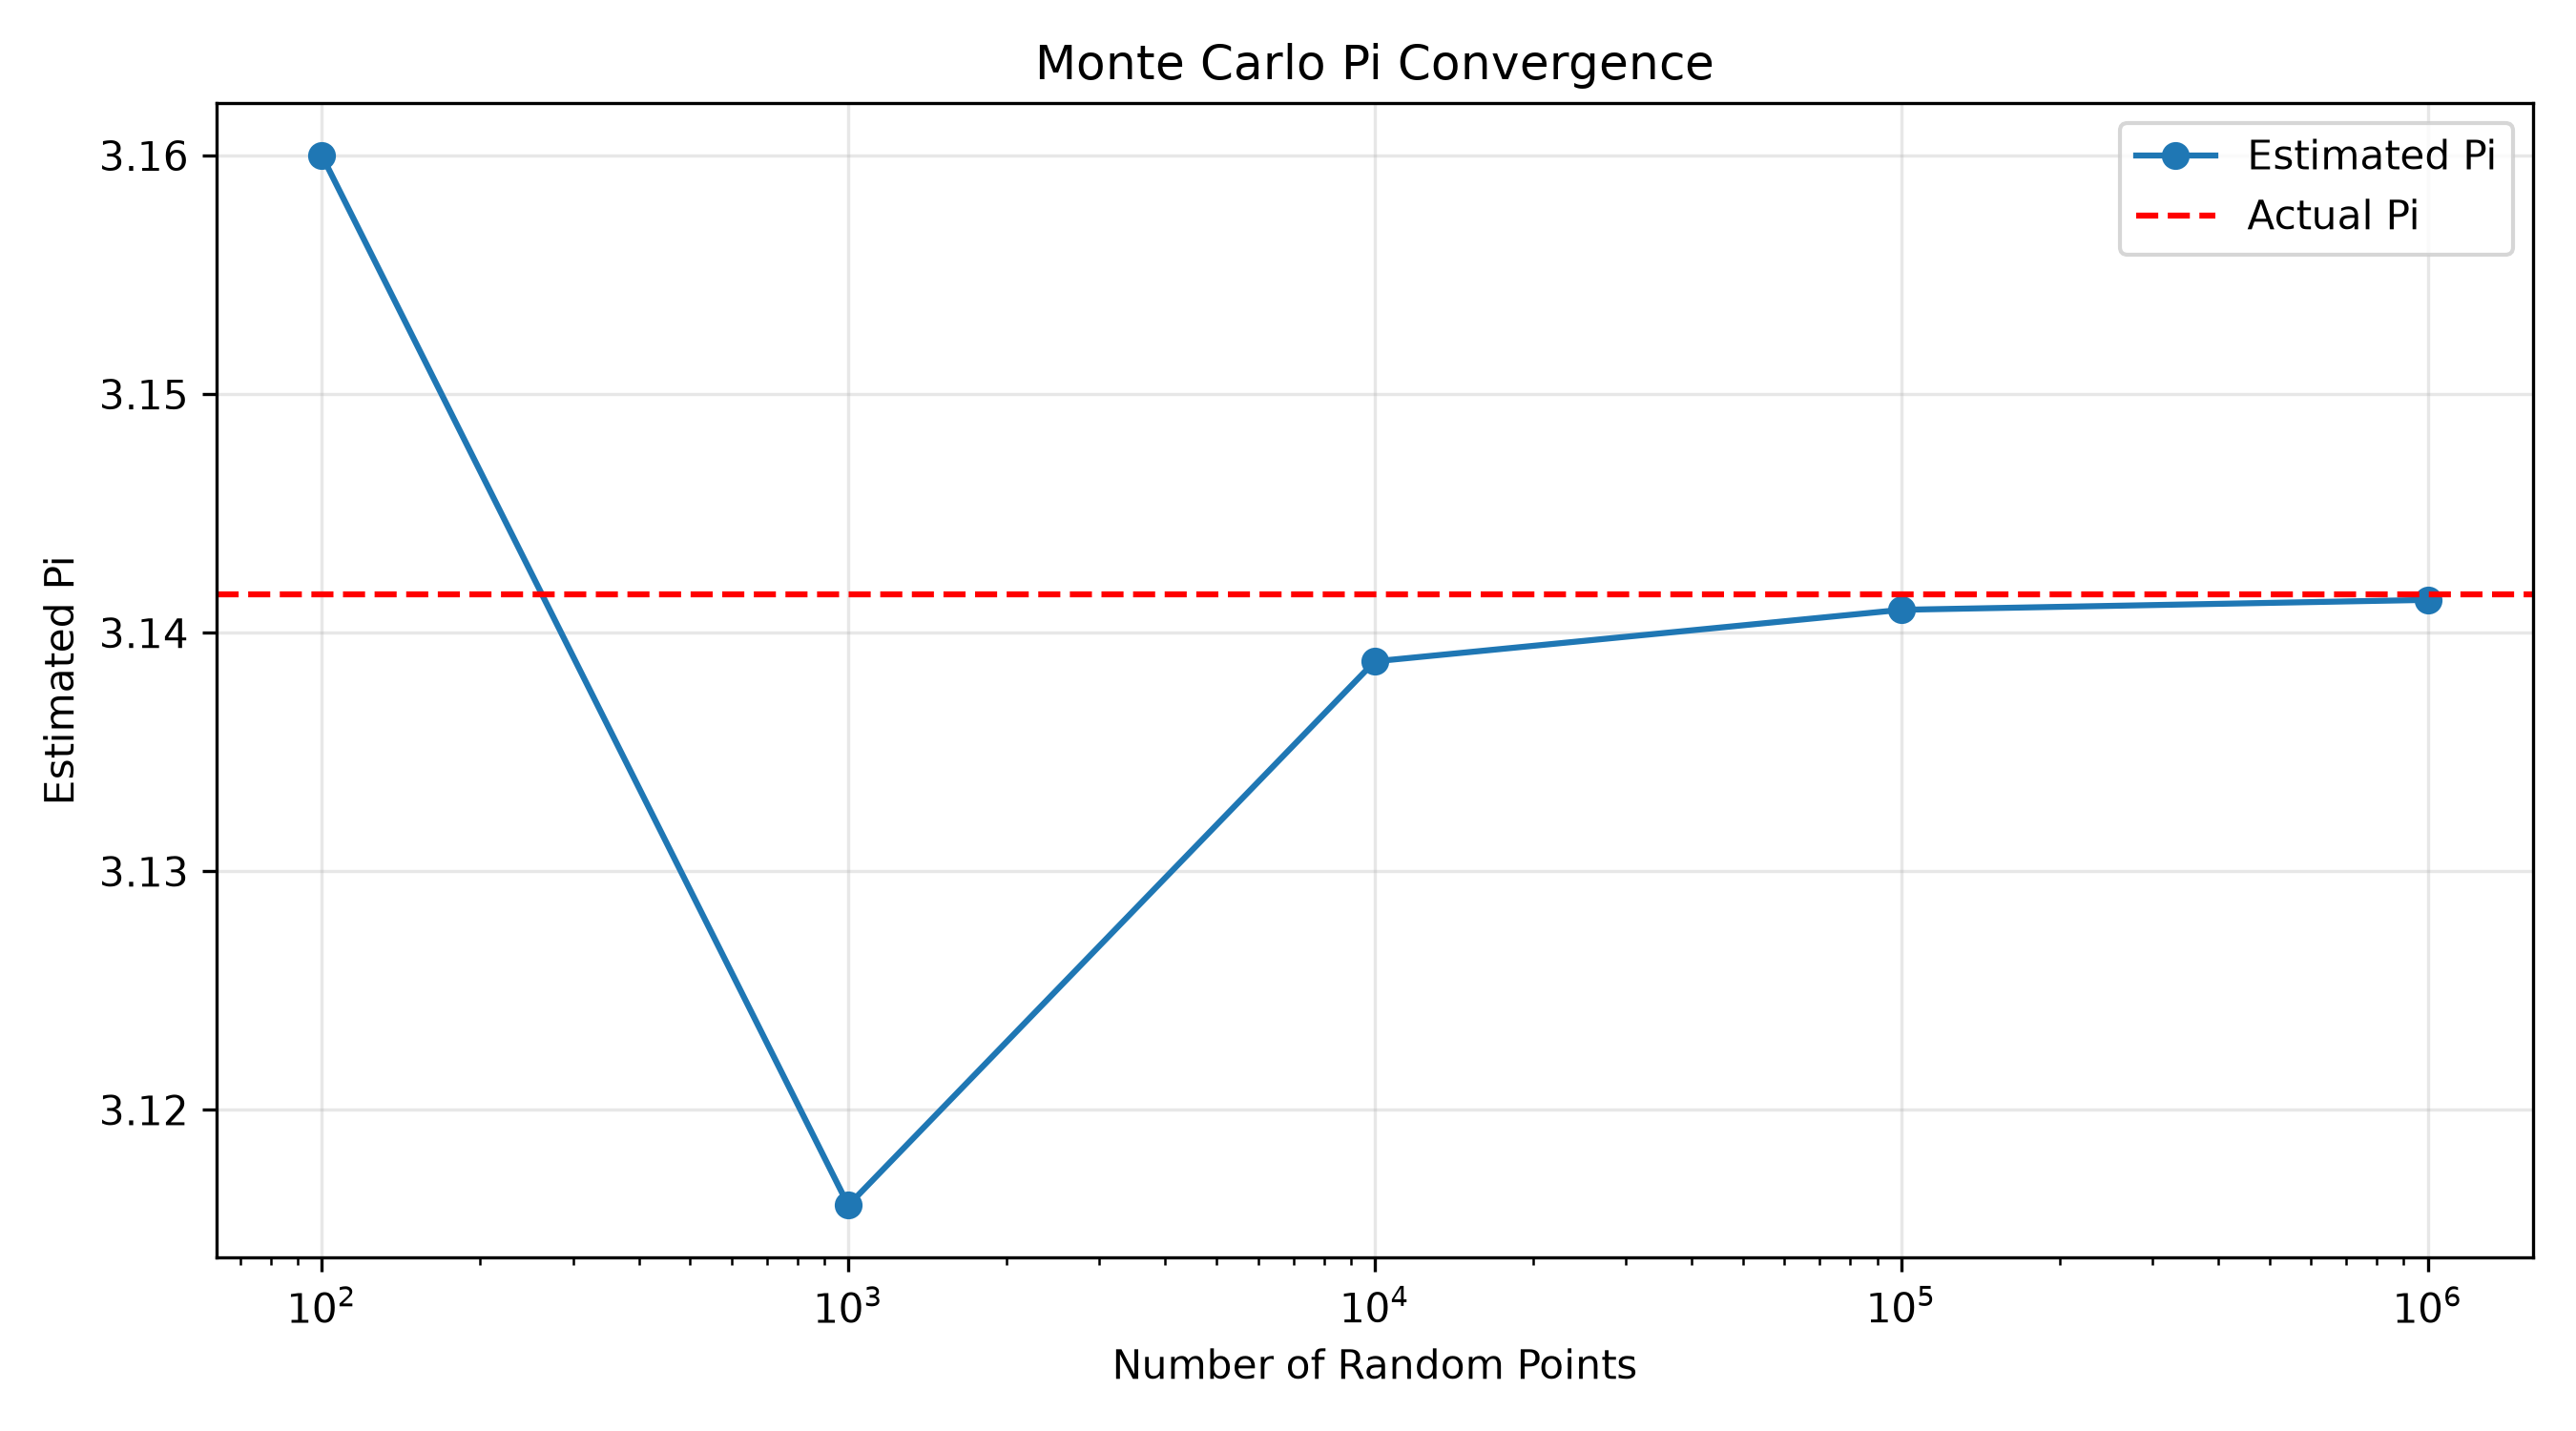 Monte Carlo Pi Convergence
Estimated Pi
Actual Pi
Estimated Pi
3.16
3.15
3.14
3.13
3.12
10² 10³ 10⁴ 10⁵ 10⁶
Number of Random Points